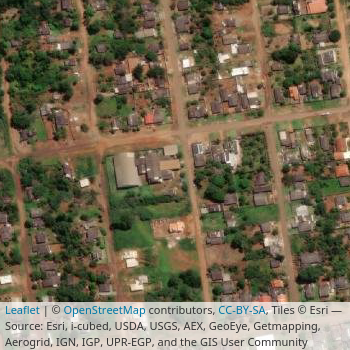 Leaflet | © OpenStreetMap contributors, CC-BY-SA, Tiles © Esri —
Source: Esri, i-cubed, USDA, USGS, AEX, GeoEye, Getmapping,
Aerogrid, IGN, IGP, UPR-EGP, and the GIS User Community